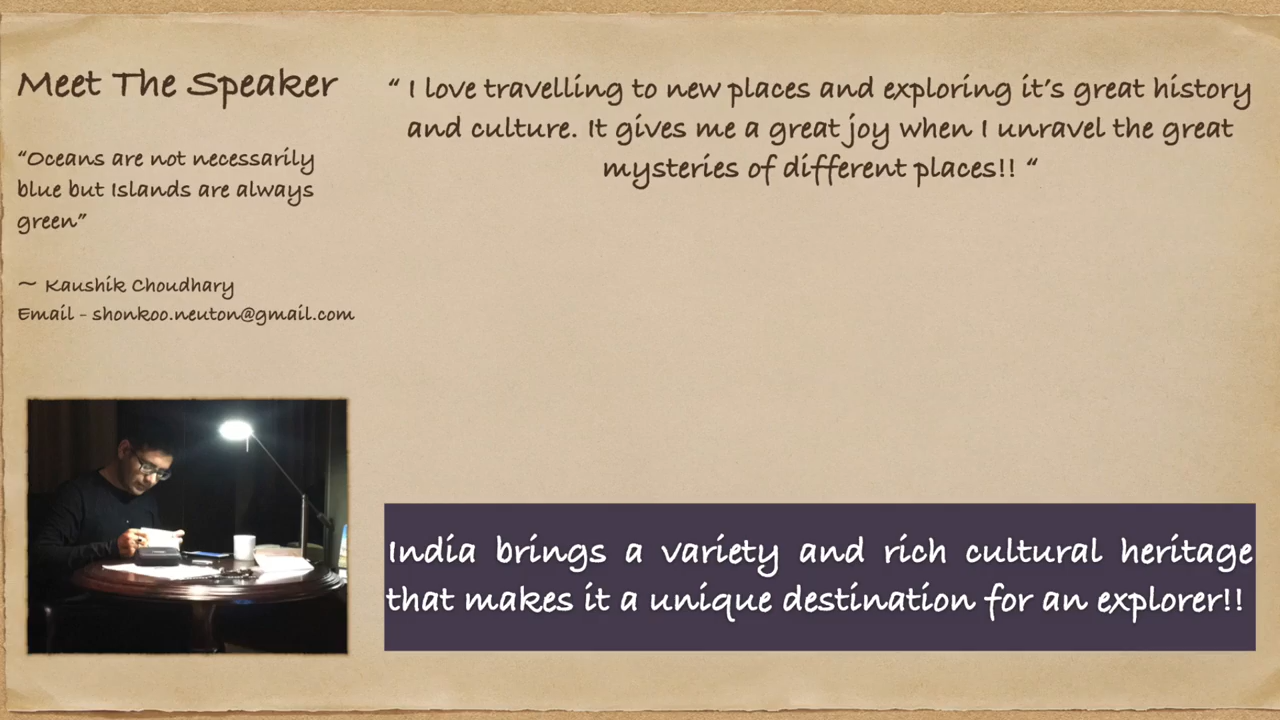 Meet The Speaker
“Oceans are not necessarily
blue but Islands are always
green”
~ Kaushik Choudhary
Email - shonkoo.neuton@gmail.com
“ I love travelling to new places and exploring it’s great history
and culture. It gives me a great joy when I unravel the great
mysteries of different places!! “
India brings a variety and rich cultural heritage
that makes it a unique destination for an explorer!!